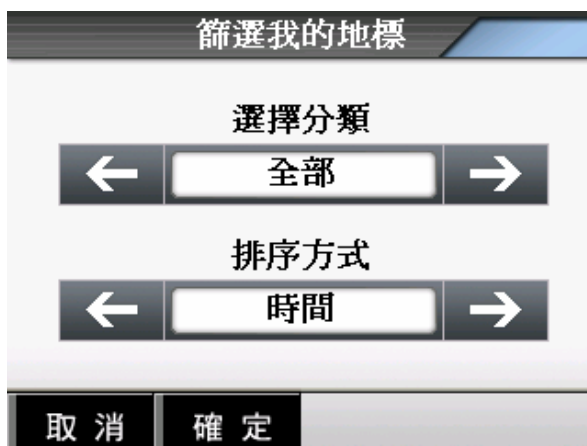 篩選我的地標
選擇分類
全部
排序方式
時間
取消 確定